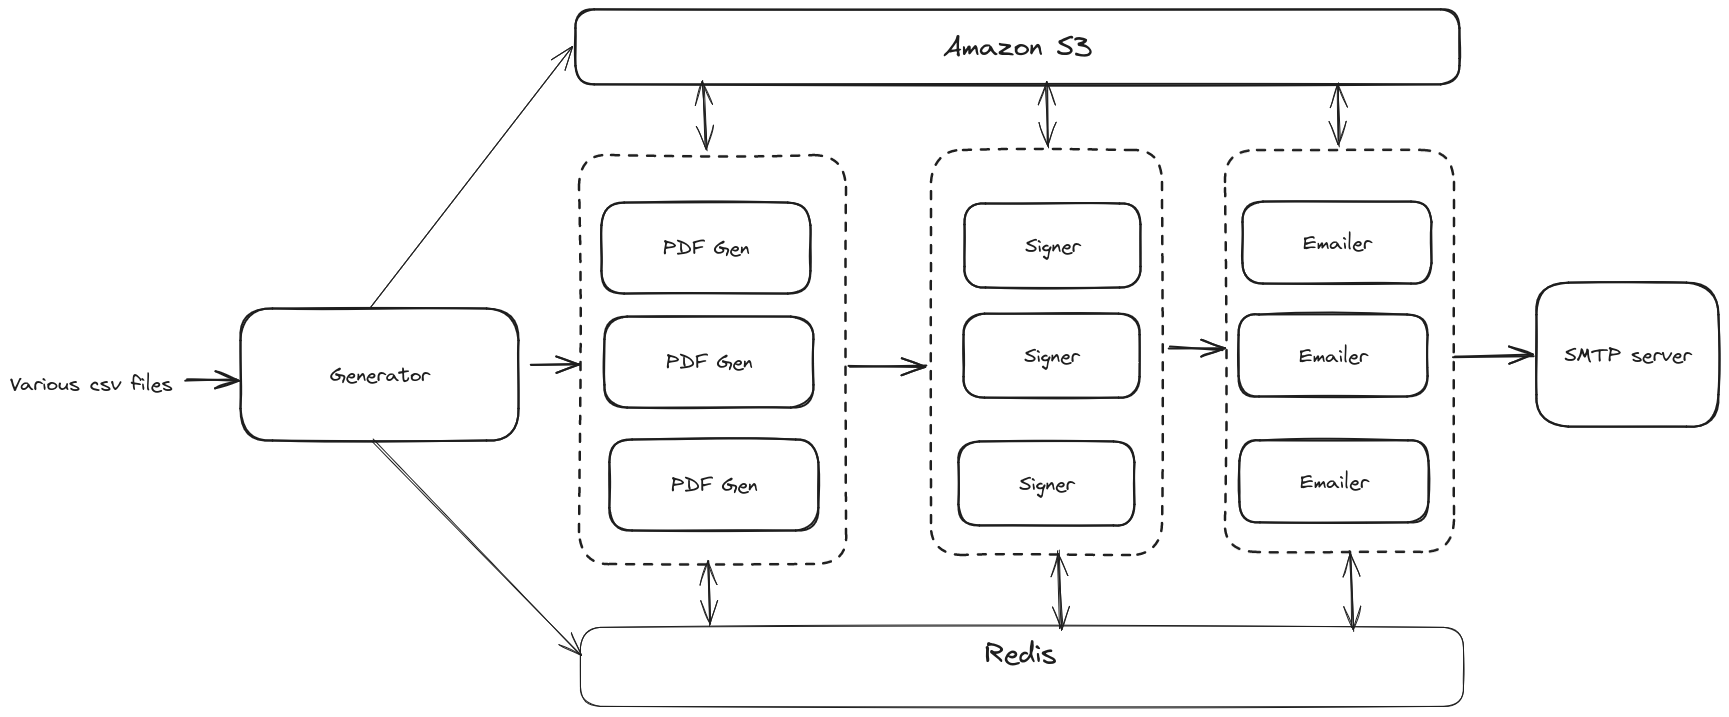 Amazon S3
PDF Gen
Signer
Emailer
PDF Gen
Signer
Emailer
SMTP server
Various csv files
Generator
PDF Gen
Signer
Emailer
Redis